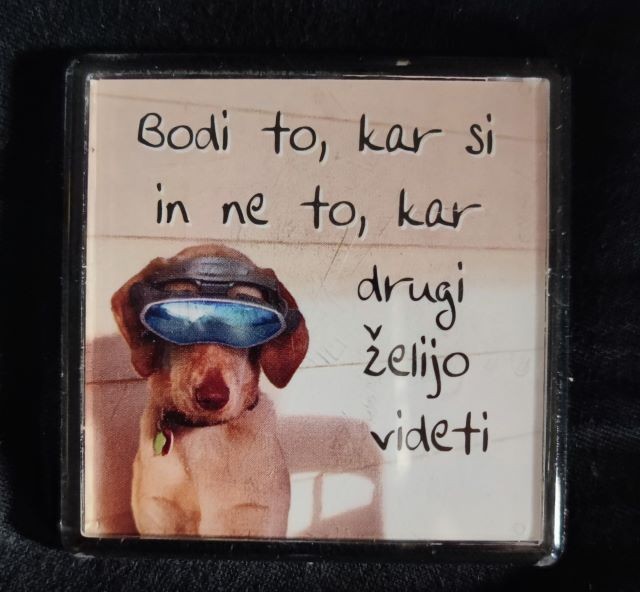 Bodi to, kar si
in ne to, kar
drugi
želijo
videti